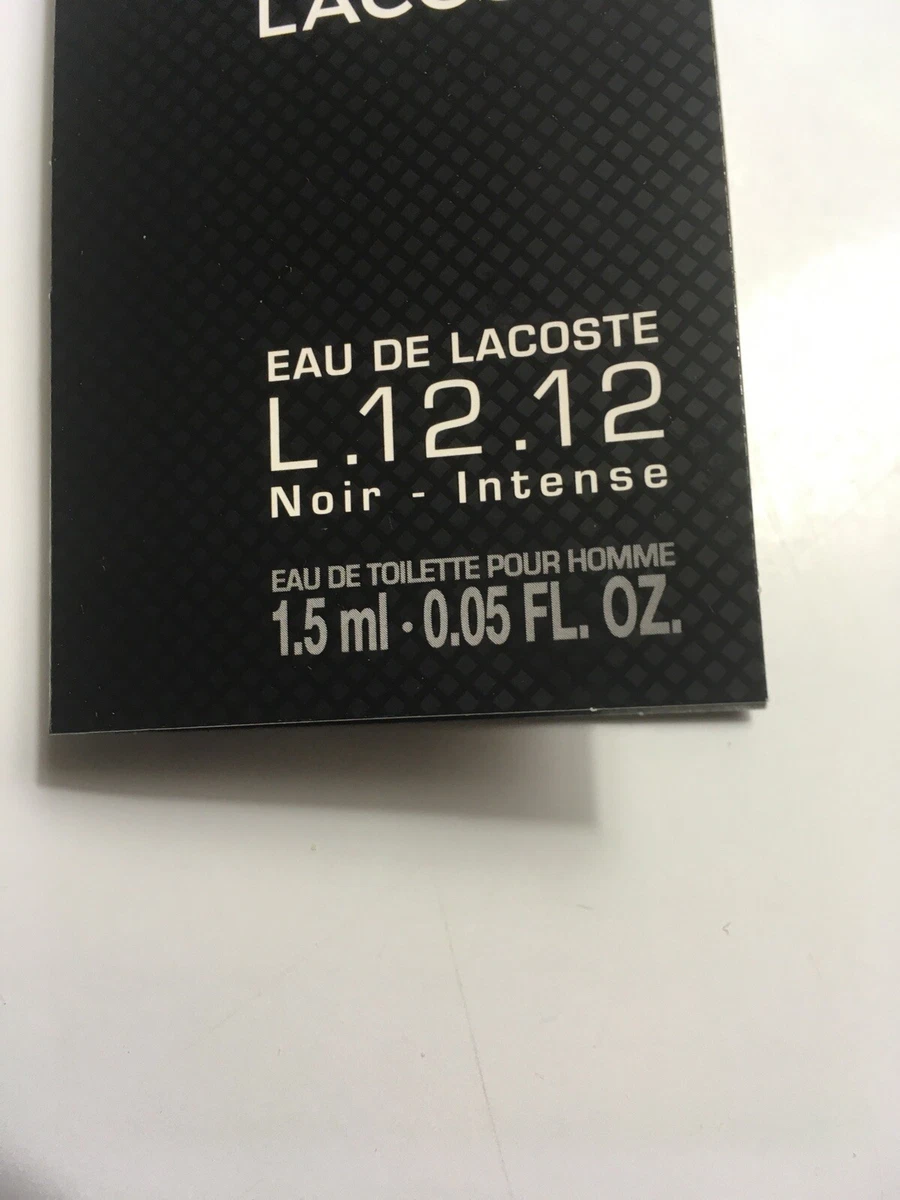 LACOSTE
EAU DE LACOSTE
L.12.12
Noir - Intense
EAU DE TOILETTE POUR HOMME
1.5 ml · 0.05 FL. OZ.